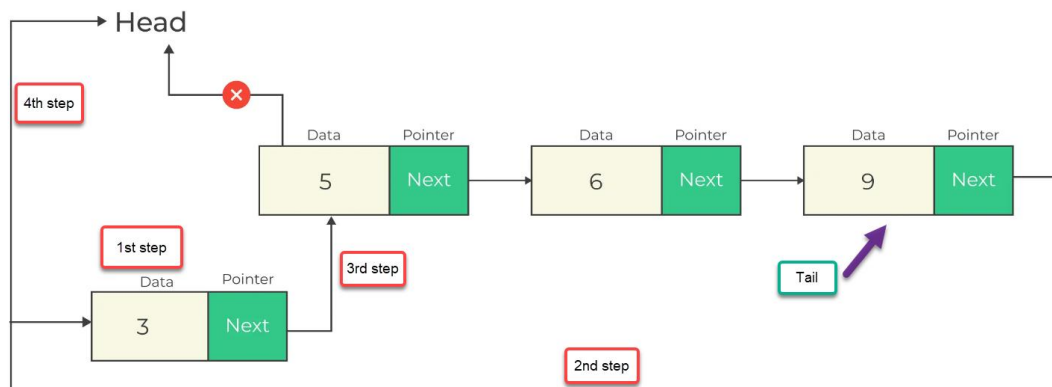 Head
4th step
Data Pointer
5 Next
Data Pointer
6 Next
Data Pointer
9 Next
1st step
3rd step
Tail
Data Pointer
3 Next
2nd step